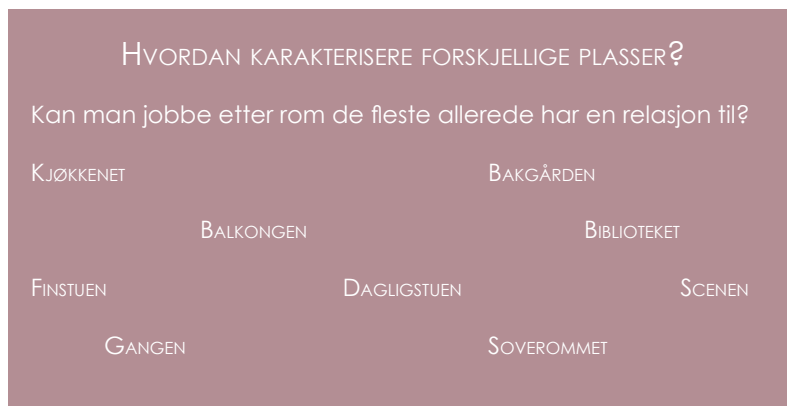 Hvordan karakterisere forskjellige plasser?
Kan man jobbe etter rom de fleste allerede har en relasjon til?
Kjøkkenet Bakgården
Balkongen Biblioteket
Finstuen Dagligstuen Scenen
Gangen Soverommet